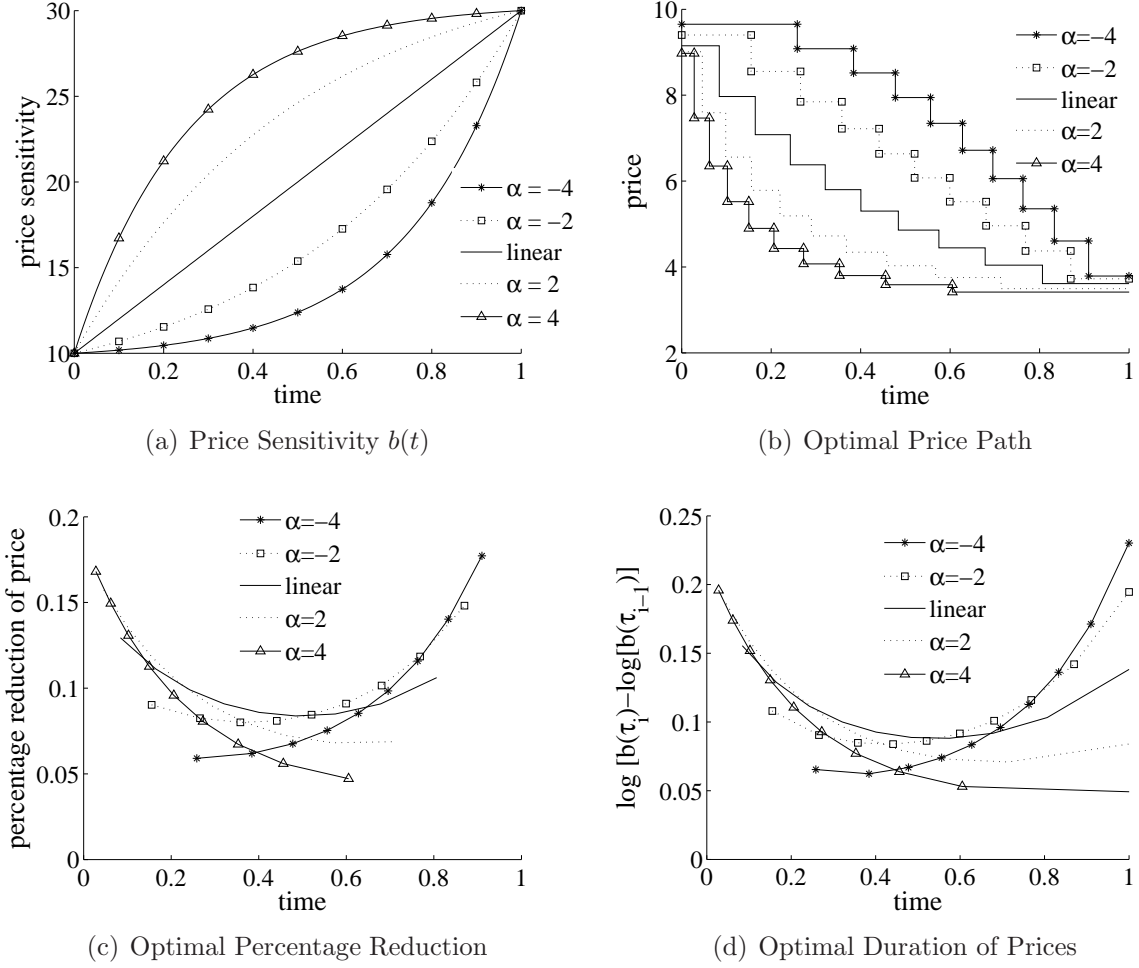 30
25
20
15
10
price sensitivity
0
0.2
0.4
0.6
0.8
1
time
α = −4
α = −2
linear
α = 2
α = 4
(a) Price Sensitivity b(t)
10
8
6
4
2
price
0
0.2
0.4
0.6
0.8
1
time
α=−4
α=−2
linear
α=2
α=4
(b) Optimal Price Path
0.2
0.15
0.1
0.05
0
percentage reduction of price
0
0.2
0.4
0.6
0.8
1
time
α=−4
α=−2
linear
α=2
α=4
(c) Optimal Percentage Reduction
0.25
0.2
0.15
0.1
0.05
0
log [b(τi)−log[b(τi−1)]
0
0.2
0.4
0.6
0.8
1
time
α=−4
α=−2
linear
α=2
α=4
(d) Optimal Duration of Prices